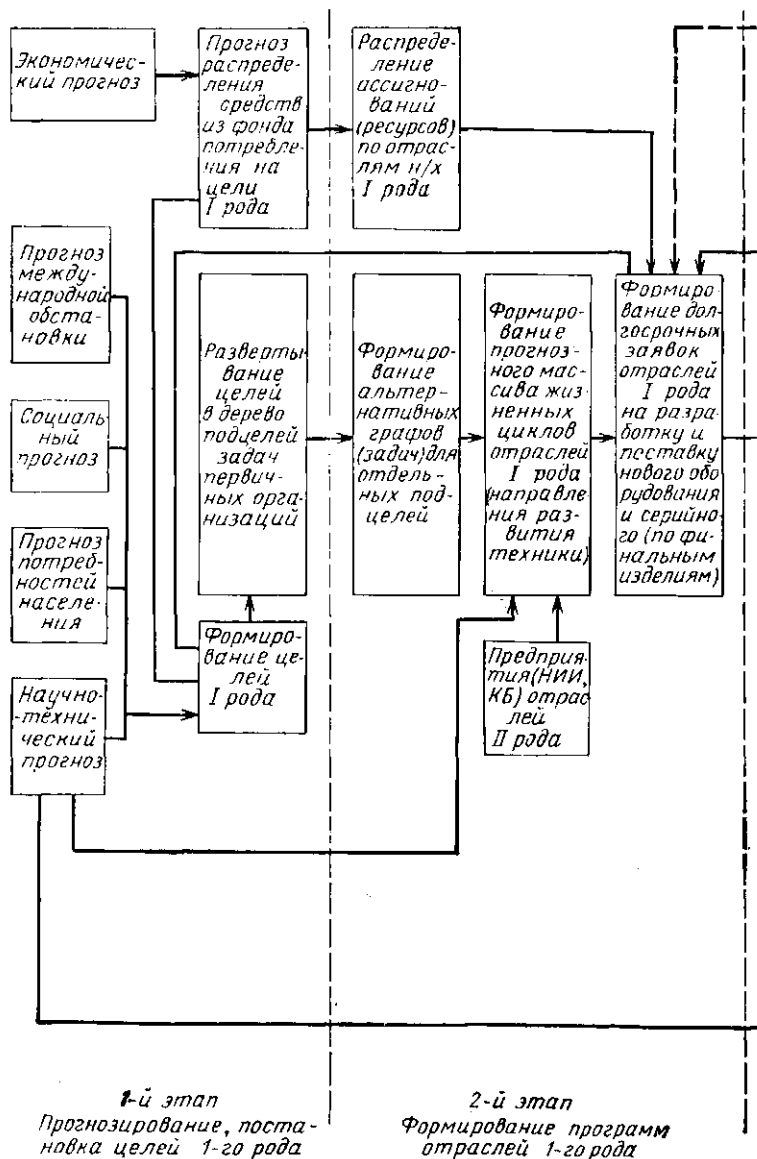 Экономичес-
кий прогноз
Прогноз
распреде-
ления
средств
из фонда
потребле-
ния на
цели
I рода
Распреде-
ление
ассигно-
ваний
(ресурсов)
по отрас-
лям н/х
I рода
Прогноз
между-
народной
обста-
новки
Социаль-
ный
прогноз
Прогноз
потреб-
ностей
населе-
ния
Научно-
-техни-
ческий
прогноз
Разверты-
вание
целей
в дерево
подцелей
задач
первич-
ных орга-
низаций
Формирова-
ние целей
I рода
Формиро-
вание
альтер-
нативных
графов
(задач) для
отдель-
ных под-
целей
Формиро-
вание
прогноз-
ного мас-
сива жиз-
ненных
циклов
отраслей
I рода
(направле-
ния раз-
вития
техники)
Предприя-
тия (НИИ,
КБ) отрас-
лей
II рода
Формиро-
вание дол-
госрочных
заявок
отраслей
I рода
на разра-
ботку и
поставку
нового обо-
рудования
и серийно-
го (по фи-
нальным
изделиям)
1-й этап
Прогнозирование, поста-
новка целей 1-го рода
2-й этап
Формирование программ
отраслей 1-го рода